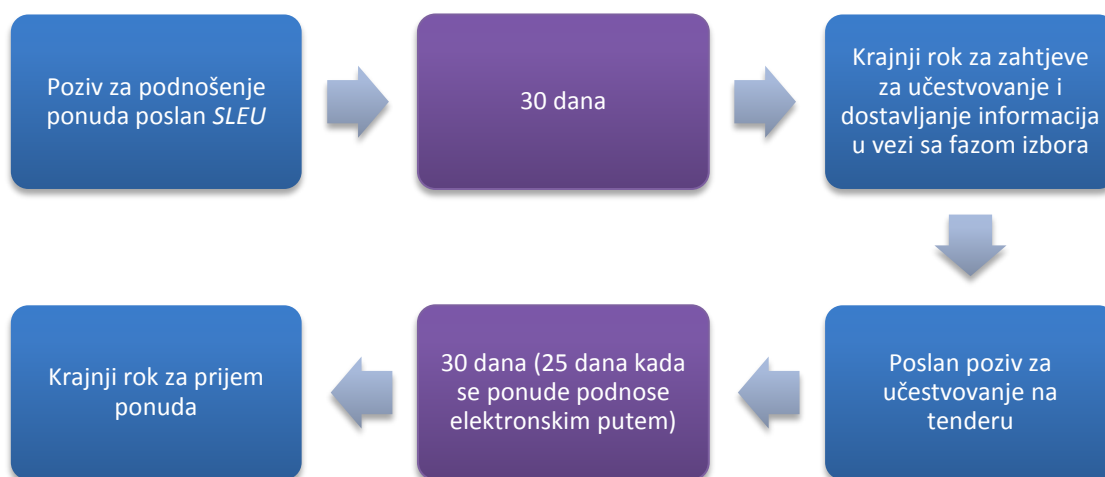 Poziv za podnošenje
ponuda poslan SLEU
30 dana
Krajnji rok za zahtjeve
za učestvovanje i
dostavljanje informacija
u vezi sa fazom izbora
Poslan poziv za
učestvovanje na
tenderu
30 dana (25 dana kada
se ponude podnose
elektronskim putem)
Krajnji rok za prijem
ponuda